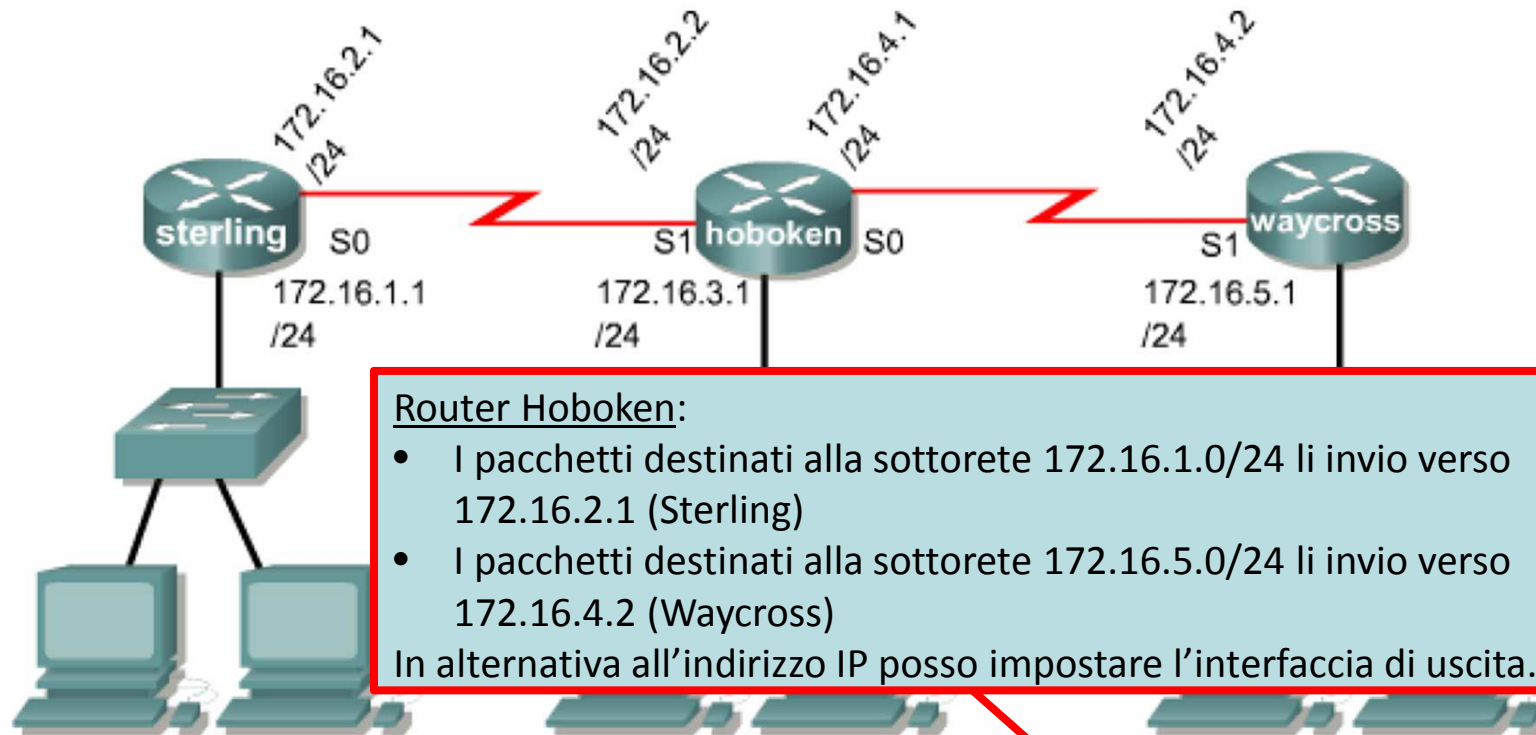 172.16.2.1
/24
172.16.2.2
/24
172.16.4.1
/24
172.16.4.2
/24
sterling
S0
S1
hoboken
S0
S1
waycross
172.16.1.1
/24
172.16.3.1
/24
172.16.5.1
/24
Router Hoboken:
• I pacchetti destinati alla sottorete 172.16.1.0/24 li invio verso
172.16.2.1 (Sterling)
• I pacchetti destinati alla sottorete 172.16.5.0/24 li invio verso
172.16.4.2 (Waycross)
In alternativa all’indirizzo IP posso impostare l’interfaccia di uscita.